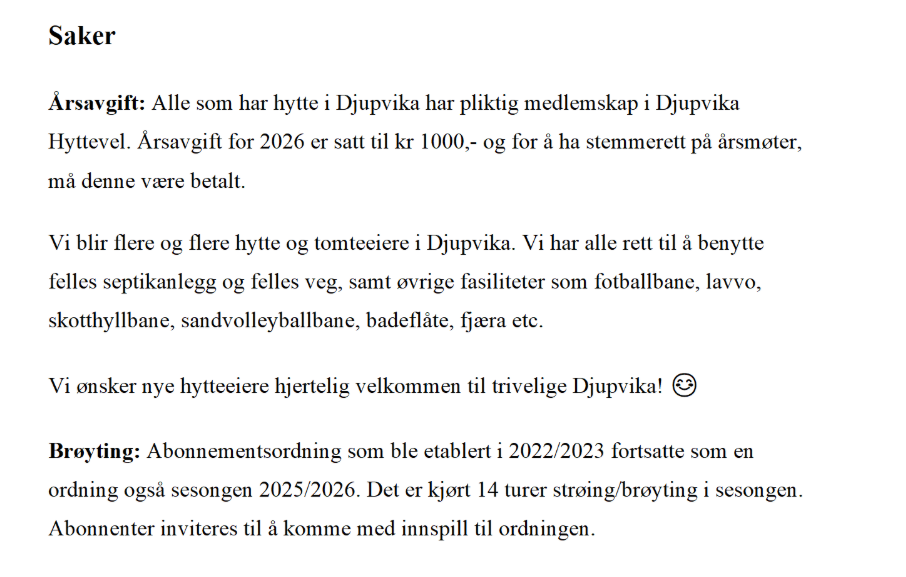 Saker
Årsavgift: Alle som har hytte i Djupvika har pliktig medlemskap i Djupvika
Hyttevel. Årsavgift for 2026 er satt til kr 1000,- og for å ha stemmerett på årsmøter,
må denne være betalt.
Vi blir flere og flere hytte og tomteeiere i Djupvika. Vi har alle rett til å benytte
felles septikanlegg og felles veg, samt øvrige fasiliteter som fotballbane, lavvo,
skotthyllbane, sandvolleyballbane, badeflåte, fjæra etc.
Vi ønsker nye hytteeiere hjertelig velkommen til trivelige Djupvika! 😊
Brøyting: Abonnementsordning som ble etablert i 2022/2023 fortsatte som en
ordning også sesongen 2025/2026. Det er kjørt 14 turer strøing/brøyting i sesongen.
Abonnenter inviteres til å komme med innspill til ordningen.